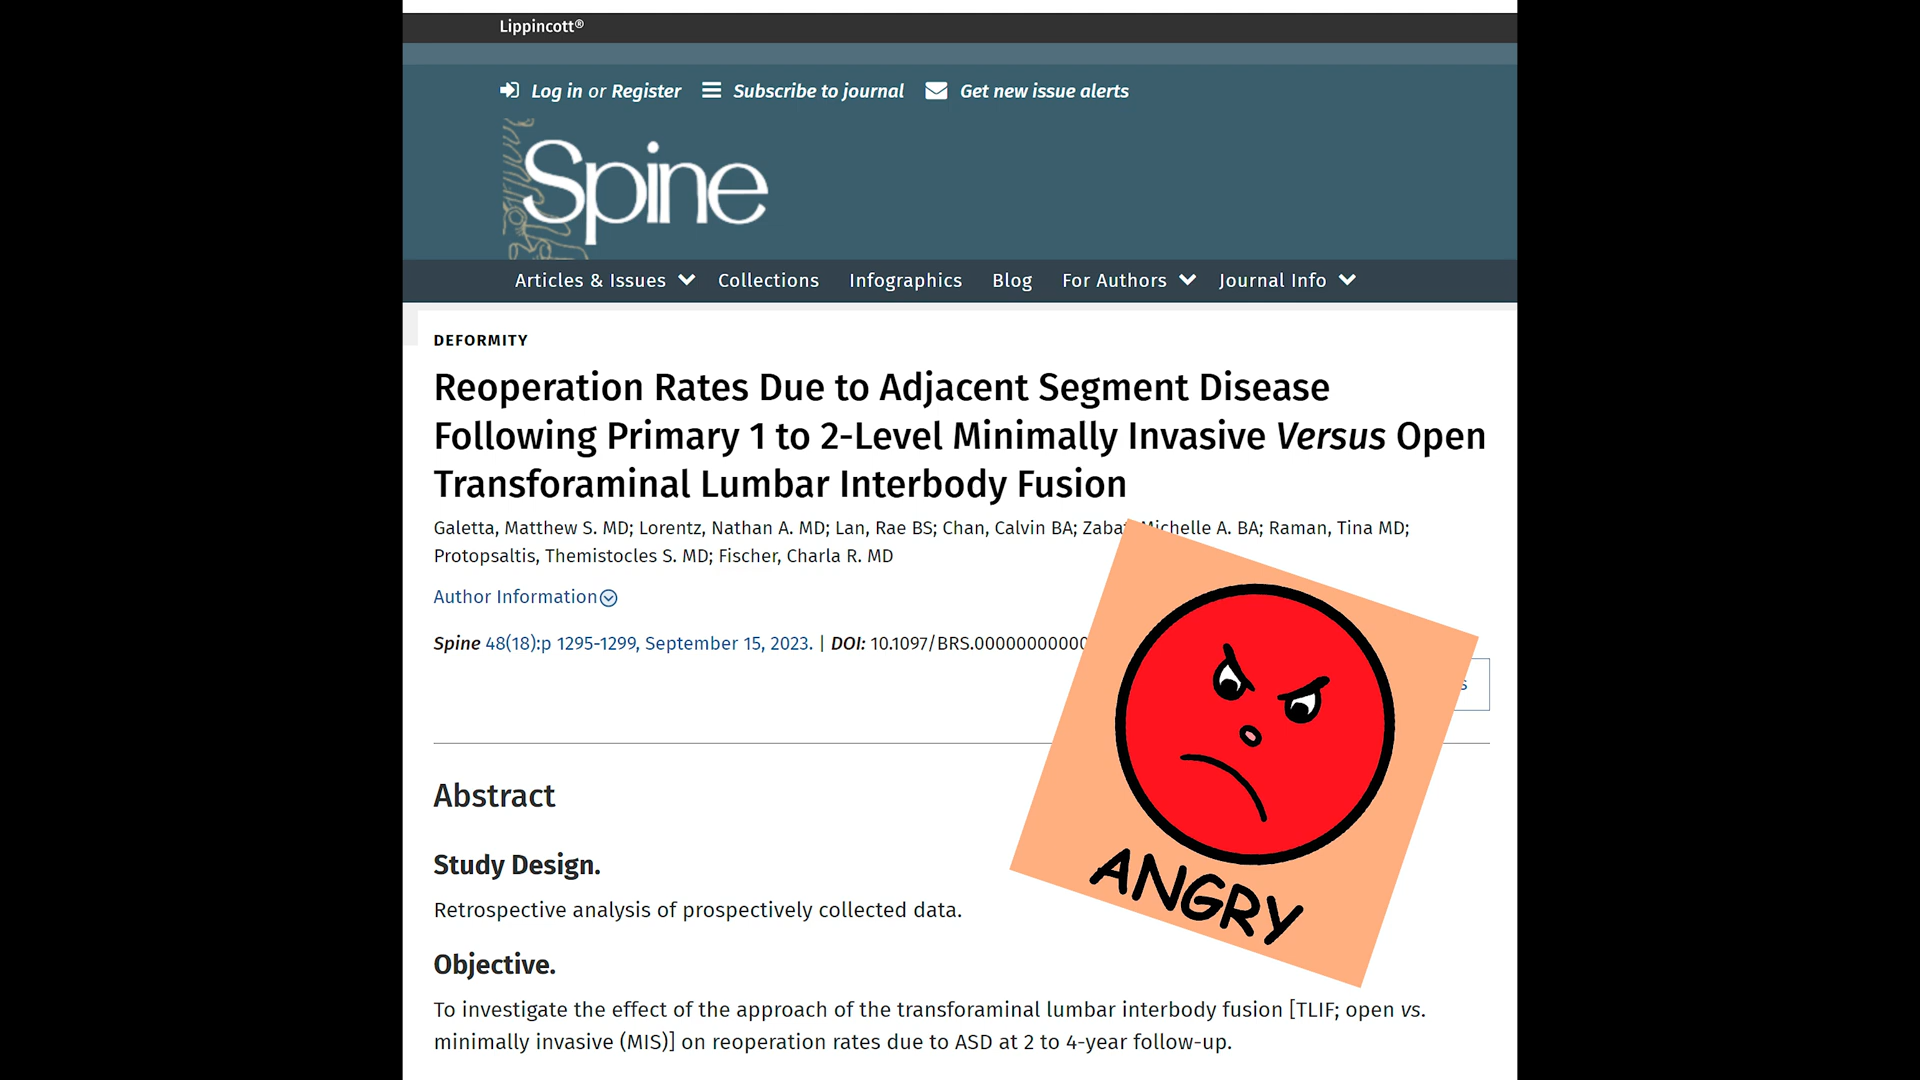 Lippincott®
Log in or Register Subscribe to journal Get new issue alerts
Spine
Articles & Issues Collections Infographics Blog For Authors Journal Info
DEFORMITY
Reoperation Rates Due to Adjacent Segment Disease
Following Primary 1 to 2-Level Minimally Invasive Versus Open
Transforaminal Lumbar Interbody Fusion
Galetta, Matthew S. MD; Lorentz, Nathan A. MD; Lan, Rae BS; Chan, Calvin BA; Michelle A. BA; Raman, Tina MD;
Protopsaltis, Themistocles S. MD; Fischer, Charla R. MD
Author Information
Spine 48(18):p 1295-1299, September 15, 2023. | DOI:
Abstract
Study Design.
Retrospective analysis of prospectively collected data.
Objective.
To investigate the effect of the approach of the transforaminal lumbar interbody fusion [TLIF; open vs.
minimally invasive (MIS)] on reoperation rates due to ASD at 2 to 4-year follow-up.
ANGRY